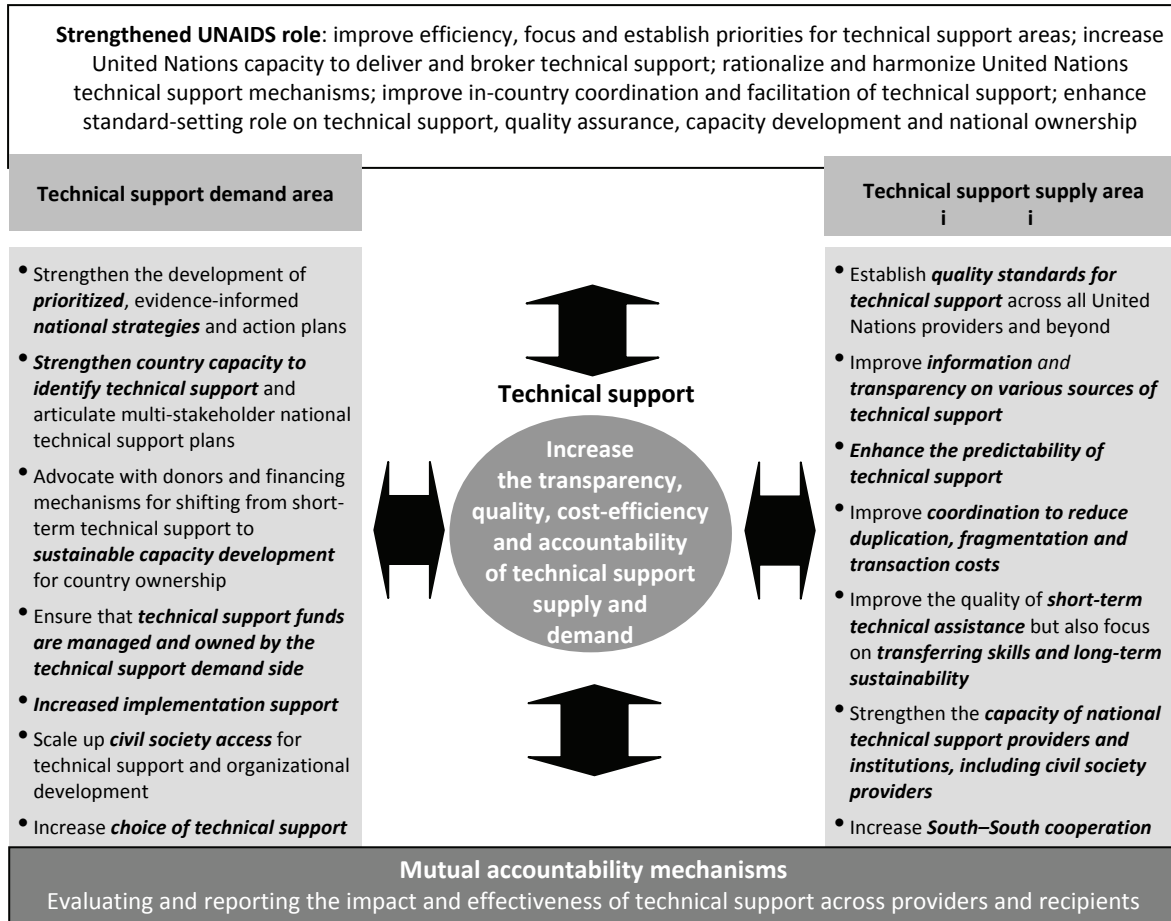 Strengthened UNAIDS role: improve efficiency, focus and establish priorities for technical support areas; increase
United Nations capacity to deliver and broker technical support; rationalize and harmonize United Nations
technical support mechanisms; improve in-country coordination and facilitation of technical support; enhance
standard-setting role on technical support, quality assurance, capacity development and national ownership
Technical support demand area
• Strengthen the development of
prioritized, evidence-informed
national strategies and action plans
• Strengthen country capacity to
identify technical support and
articulate multi-stakeholder national
technical support plans
• Advocate with donors and financing
mechanisms for shifting from short-
term technical support to
sustainable capacity development
for country ownership
• Ensure that technical support funds
are managed and owned by the
technical support demand side
• Increased implementation support
• Scale up civil society access for
technical support and organizational
development
• Increase choice of technical support
Technical support
Increase
the transparency,
quality, cost-efficiency
and accountability
of technical support
supply and
demand
Technical support supply area
i i
• Establish quality standards for
technical support across all United
Nations providers and beyond
• Improve information and
transparency on various sources of
technical support
• Enhance the predictability of
technical support
• Improve coordination to reduce
duplication, fragmentation and
transaction costs
• Improve the quality of short-term
technical assistance but also focus
on transferring skills and long-term
sustainability
• Strengthen the capacity of national
technical support providers and
institutions, including civil society
providers
• Increase South–South cooperation
Mutual accountability mechanisms
Evaluating and reporting the impact and effectiveness of technical support across providers and recipients